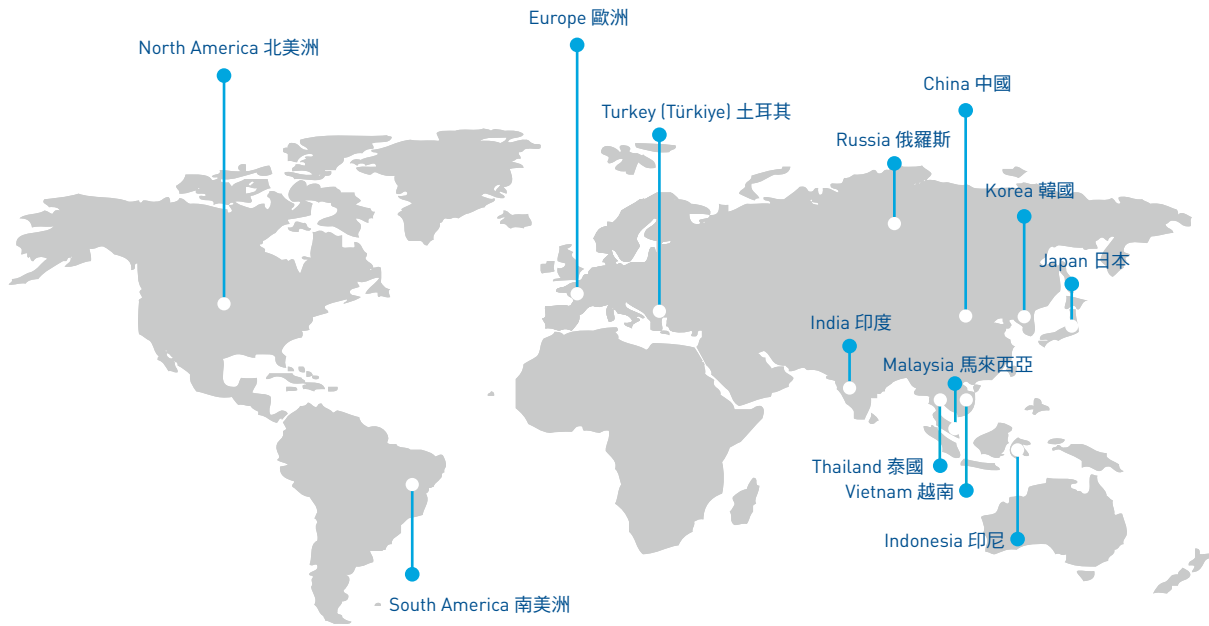 Europe 歐洲
North America 北美洲
China 中國
Turkey (Türkiye) 土耳其
Russia 俄羅斯
Korea 韓國
Japan 日本
India 印度
Malaysia 馬來西亞
Thailand 泰國
Vietnam 越南
Indonesia 印尼
South America 南美洲